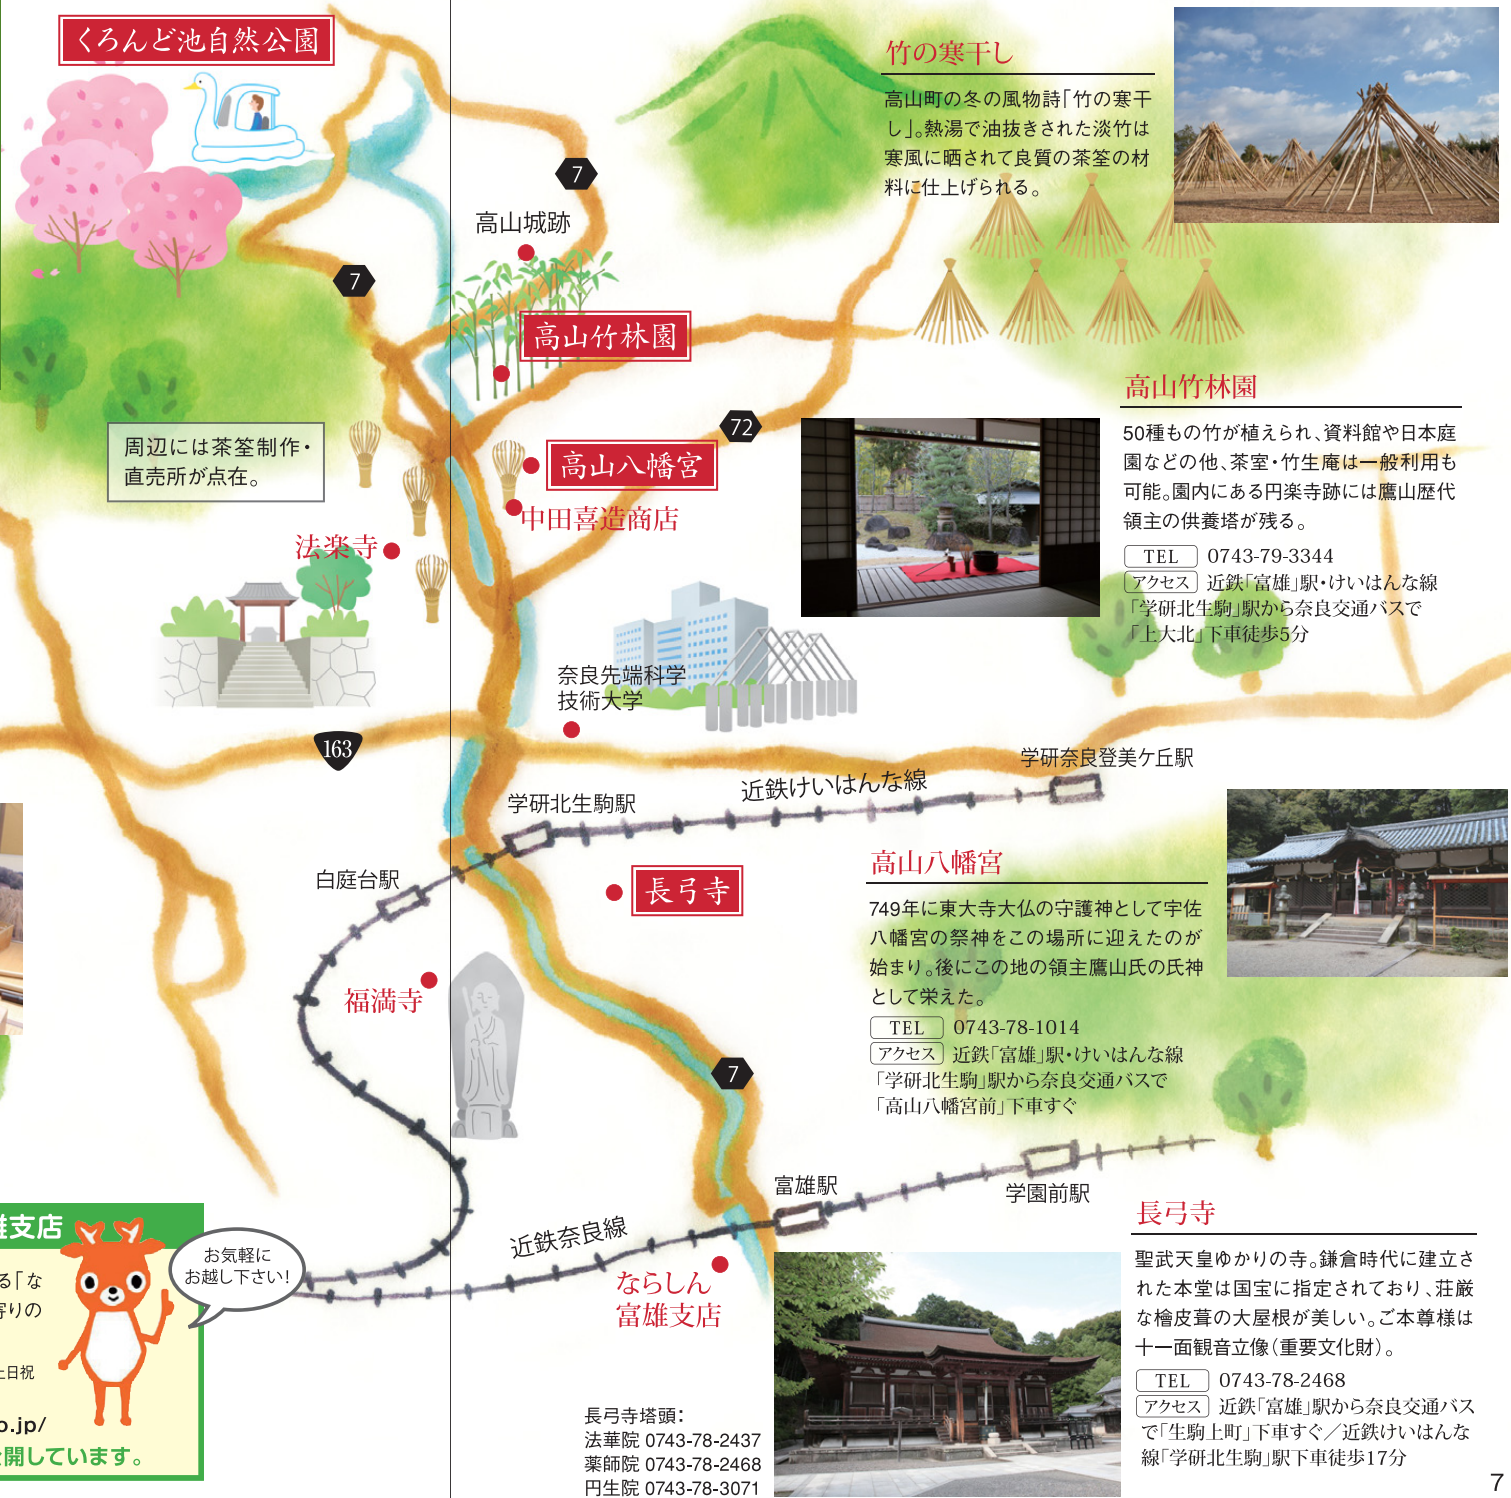 くろんど池自然公園
7
高山城跡
7
高山竹林園
周辺には茶筌制作・
直売所が点在。
72
高山八幡宮
中田喜造商店
法楽寺
奈良先端科学
技術大学
163
学研奈良登美ケ丘駅
近鉄けいはんな線
学研北生駒駅
白庭台駅
長弓寺
福満寺
7
富雄駅
学園前駅
近鉄奈良線
ならしん
富雄支店
竹の寒干し
高山町の冬の風物詩「竹の寒干
し」。熱湯で油抜きされた淡竹は
寒風に晒されて良質の茶筌の材
料に仕上げられる。
高山竹林園
50種もの竹が植えられ、資料館や日本庭
園などの他、茶室・竹生庵は一般利用も
可能。園内にある円楽寺跡には鷹山歴代
領主の供養塔が残る。
TEL 0743-79-3344
アクセス 近鉄「富雄」駅・けいはんな線
「学研北生駒」駅から奈良交通バスで
「上大北」下車徒歩5分
高山八幡宮
749年に東大寺大仏の守護神として宇佐
八幡宮の祭神をこの場所に迎えたのが
始まり。後にこの地の領主鷹山氏の氏神
として栄えた。
TEL 0743-78-1014
アクセス 近鉄「富雄」駅・けいはんな線
「学研北生駒」駅から奈良交通バスで
「高山八幡宮前」下車すぐ
長弓寺
聖武天皇ゆかりの寺。鎌倉時代に建立さ
れた本堂は国宝に指定されており、荘厳
な檜皮葺の大屋根が美しい。ご本尊様は
十一面観音立像(重要文化財)。
TEL 0743-78-2468
アクセス 近鉄「富雄」駅から奈良交通バス
で「生駒上町」下車すぐ／近鉄けいはんな
線「学研北生駒」駅下車徒歩17分
長弓寺塔頭:
法華院 0743-78-2437
薬師院 0743-78-2468
円生院 0743-78-3071
支店
お気軽に
お越し下さい!
る「な
寄りの
土日祝
o.jp/
開しています。
7